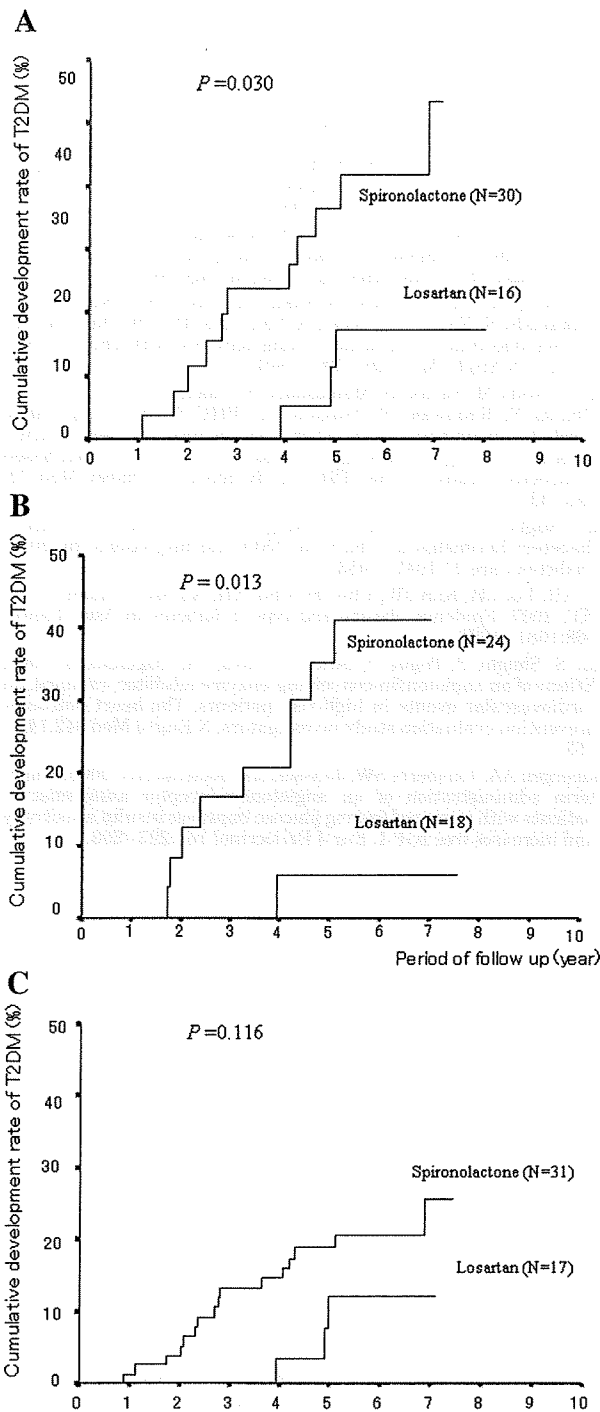 A
Cumulative development rate of T2DM (%)
50
40
30
20
10
0
P=0.030
Spironolactone (N=30)
Losartan (N=16)
0 1 2 3 4 5 6 7 8 9 10
B
Cumulative development rate of T2DM (%)
50
40
30
20
10
0
P=0.013
Spironolactone (N=24)
Losartan (N=18)
0 1 2 3 4 5 6 7 8 9 10
Period of follow up (year)
C
Cumulative development rate of T2DM (%)
50
40
30
20
10
0
P=0.116
Spironolactone (N=31)
Losartan (N=17)
0 1 2 3 4 5 6 7 8 9 10